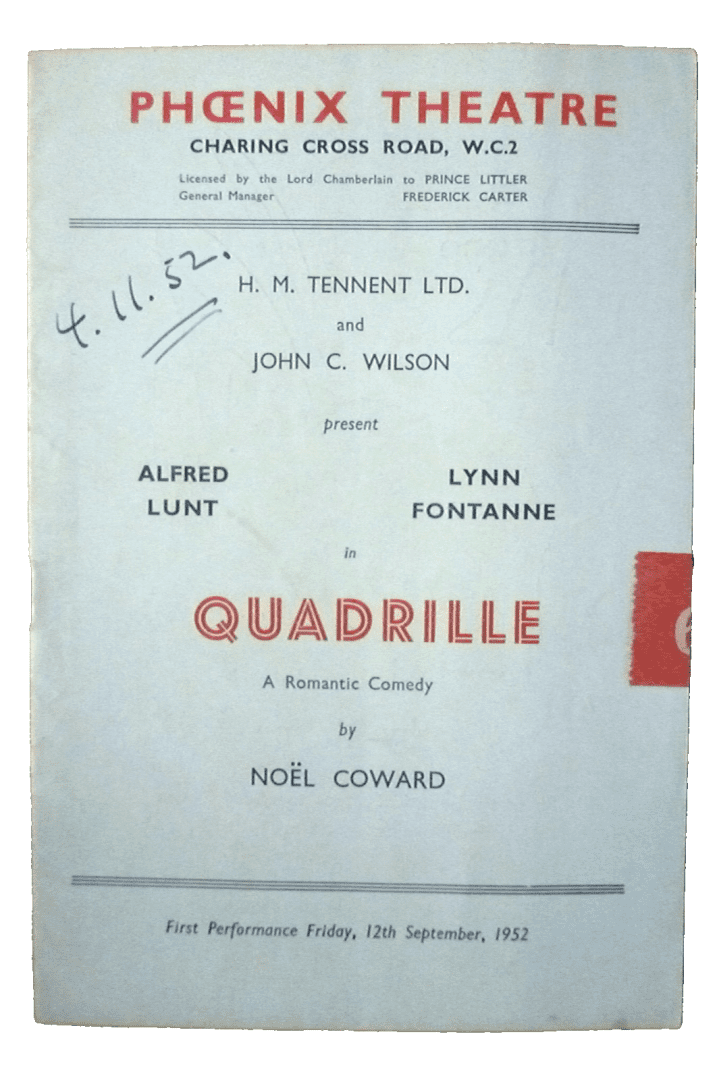 PHŒNIX THEATRE
CHARING CROSS ROAD, W.C.2
Licensed by the Lord Chamberlain to PRINCE LITTLER
General Manager FREDERICK CARTER
4.11.52.
H. M. TENNENT LTD.
and
JOHN C. WILSON
present
ALFRED LUNT
LYNN FONTANNE
in
QUADRILLE
A Romantic Comedy
by
NOËL COWARD
First Performance Friday, 12th September, 1952